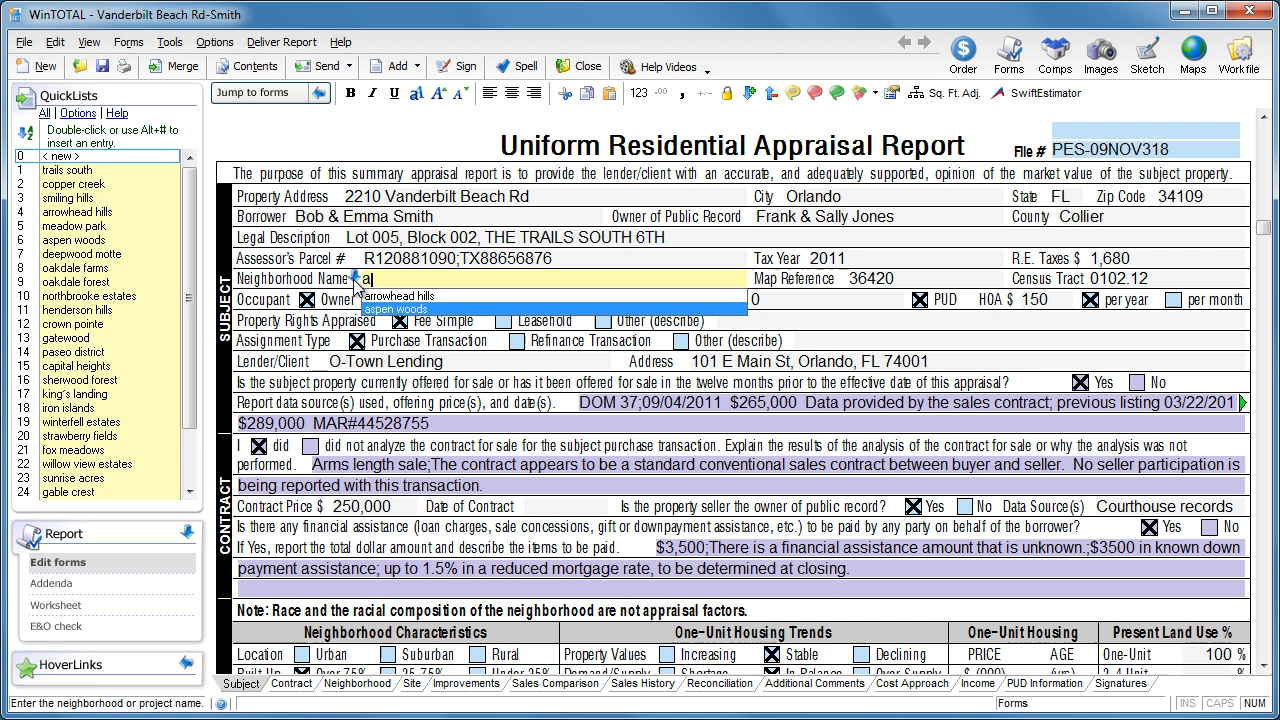 WinTOTAL - Vanderbilt Beach Rd-Smith
File Edit View Forms Tools Options Deliver Report Help
New Merge Contents Send Add Sign Spell Close Help Videos
Order Forms Comps Images Sketch Maps Workfile
QuickLists
All | Options | Help
Double-click or use Alt+# to
insert an entry.
0 < new >
1 trails south
2 copper creek
3 smiling hills
4 arrowhead hills
5 meadow park
6 aspen woods
7 deepwood motte
8 oakdale farms
9 oakdale forest
10 northbrooke estates
11 henderson hills
12 crown pointe
13 gatewood
14 paseo district
15 capital heights
16 sherwood forest
17 king's landing
18 iron islands
19 winterfell estates
20 strawberry fields
21 fox meadows
22 willow view estates
23 sunrise acres
24 gable crest
Report
Edit forms
Addenda
Worksheet
E&O check
HoverLinks
Jump to forms B I U 123 Sq. Ft. Adj. SwiftEstimator
Uniform Residential Appraisal Report File # PES-09NOV318
The purpose of this summary appraisal report is to provide the lender/client with an accurate, and adequately supported, opinion of the market value of the subject property.
SUBJECT
Property Address 2210 Vanderbilt Beach Rd City Orlando State FL Zip Code 34109
Borrower Bob & Emma Smith Owner of Public Record Frank & Sally Jones County Collier
Legal Description Lot 005, Block 002, THE TRAILS SOUTH 6TH
Assessor's Parcel # R120881090;TX88656876 Tax Year 2011 R.E. Taxes $ 1,680
Neighborhood Name a Map Reference 36420 Census Tract 0102.12
arrowhead hills
aspen woods
Occupant Owner 0 PUD HOA $ 150 per year per month
Property Rights Appraised Fee Simple Leasehold Other (describe)
Assignment Type Purchase Transaction Refinance Transaction Other (describe)
Lender/Client O-Town Lending Address 101 E Main St, Orlando, FL 74001
Is the subject property currently offered for sale or has it been offered for sale in the twelve months prior to the effective date of this appraisal? Yes No
Report data source(s) used, offering price(s), and date(s). DOM 37;09/04/2011 $265,000 Data provided by the sales contract; previous listing 03/22/201
$289,000 MAR#44528755
CONTRACT
I did did not analyze the contract for sale for the subject purchase transaction. Explain the results of the analysis of the contract for sale or why the analysis was not
performed. Arms length sale;The contract appears to be a standard conventional sales contract between buyer and seller. No seller participation is
being reported with this transaction.
Contract Price $ 250,000 Date of Contract Is the property seller the owner of public record? Yes No Data Source(s) Courthouse records
Is there any financial assistance (loan charges, sale concessions, gift or downpayment assistance, etc.) to be paid by any party on behalf of the borrower? Yes No
If Yes, report the total dollar amount and describe the items to be paid. $3,500;There is a financial assistance amount that is unknown.;$3500 in known down
payment assistance; up to 1.5% in a reduced mortgage rate, to be determined at closing.
Note: Race and the racial composition of the neighborhood are not appraisal factors.
Neighborhood Characteristics One-Unit Housing Trends One-Unit Housing Present Land Use %
Location Urban Suburban Rural Property Values Increasing Stable Declining PRICE AGE One-Unit 100 %
Subject Contract Neighborhood Site Improvements Sales Comparison Sales History Reconciliation Additional Comments Cost Approach Income PUD Information Signatures
Enter the neighborhood or project name. Forms INS CAPS NUM